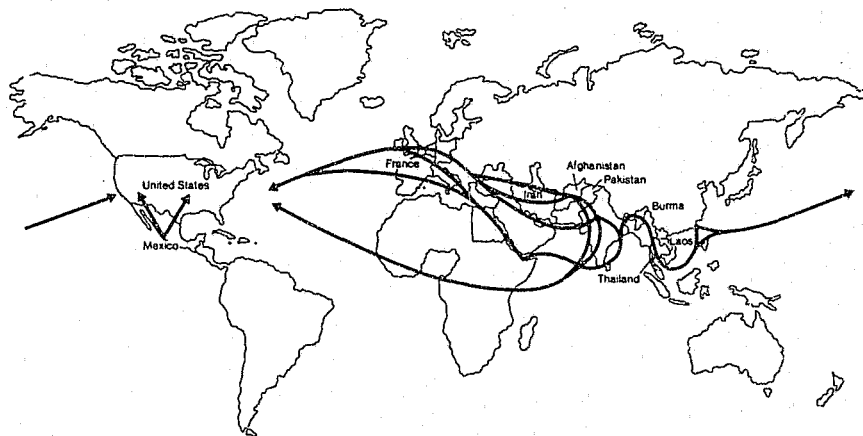 France
Afghanistan
Pakistan
United States
Iran
Burma
Mexico
Laos
Thailand